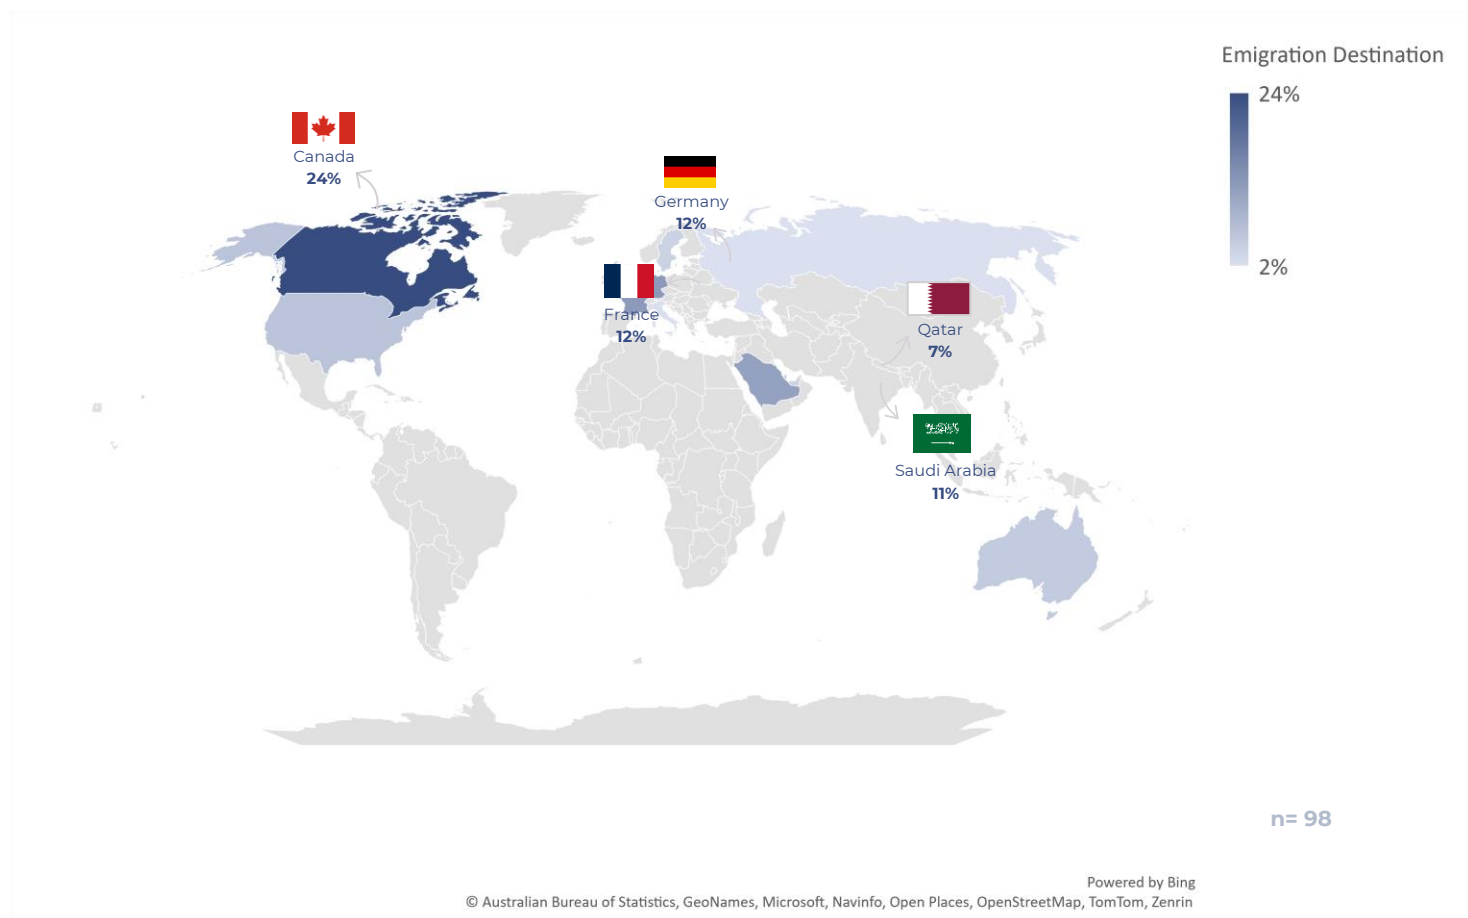 Emigration Destination
24%
2%
Canada
24%
Germany
12%
France
12%
Qatar
7%
Saudi Arabia
11%
n= 98
Powered by Bing
© Australian Bureau of Statistics, GeoNames, Microsoft, Navinfo, Open Places, OpenStreetMap, TomTom, Zenrin